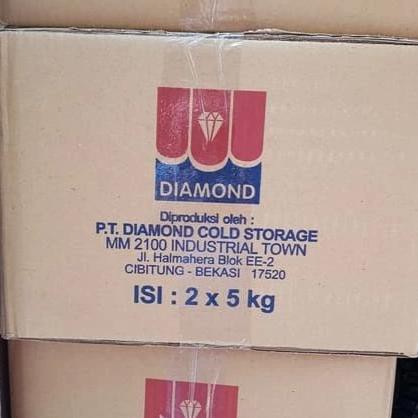 DIAMOND
Diproduksi oleh :
P.T. DIAMOND COLD STORAGE
MM 2100 INDUSTRIAL TOWN
Jl. Halmahera Blok EE-2
CIBITUNG - BEKASI 17520
ISI : 2 x 5 kg